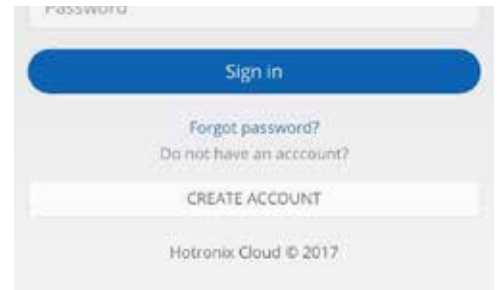 Password
Sign in
Forgot password?
Do not have an acccount?
CREATE ACCOUNT
Hotronix Cloud © 2017